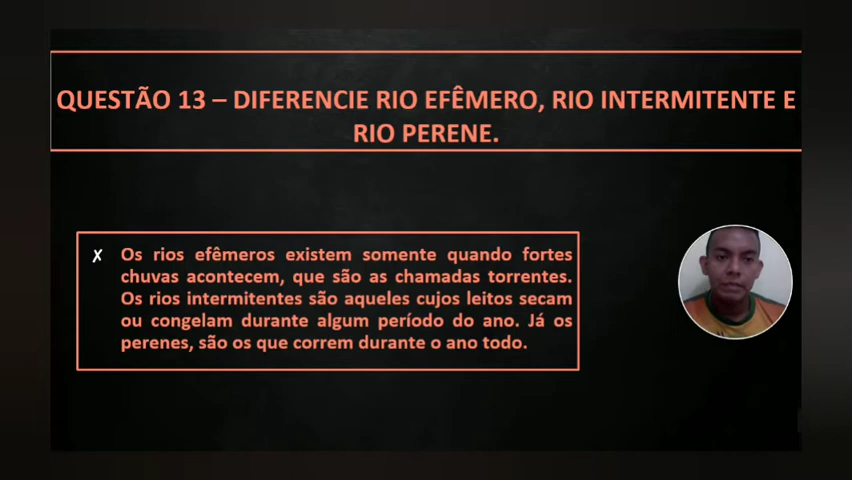 QUESTÃO 13 – DIFERENCIE RIO EFÊMERO, RIO INTERMITENTE E
RIO PERENE.
✗ Os rios efêmeros existem somente quando fortes
chuvas acontecem, que são as chamadas torrentes.
Os rios intermitentes são aqueles cujos leitos secam
ou congelam durante algum período do ano. Já os
perenes, são os que correm durante o ano todo.